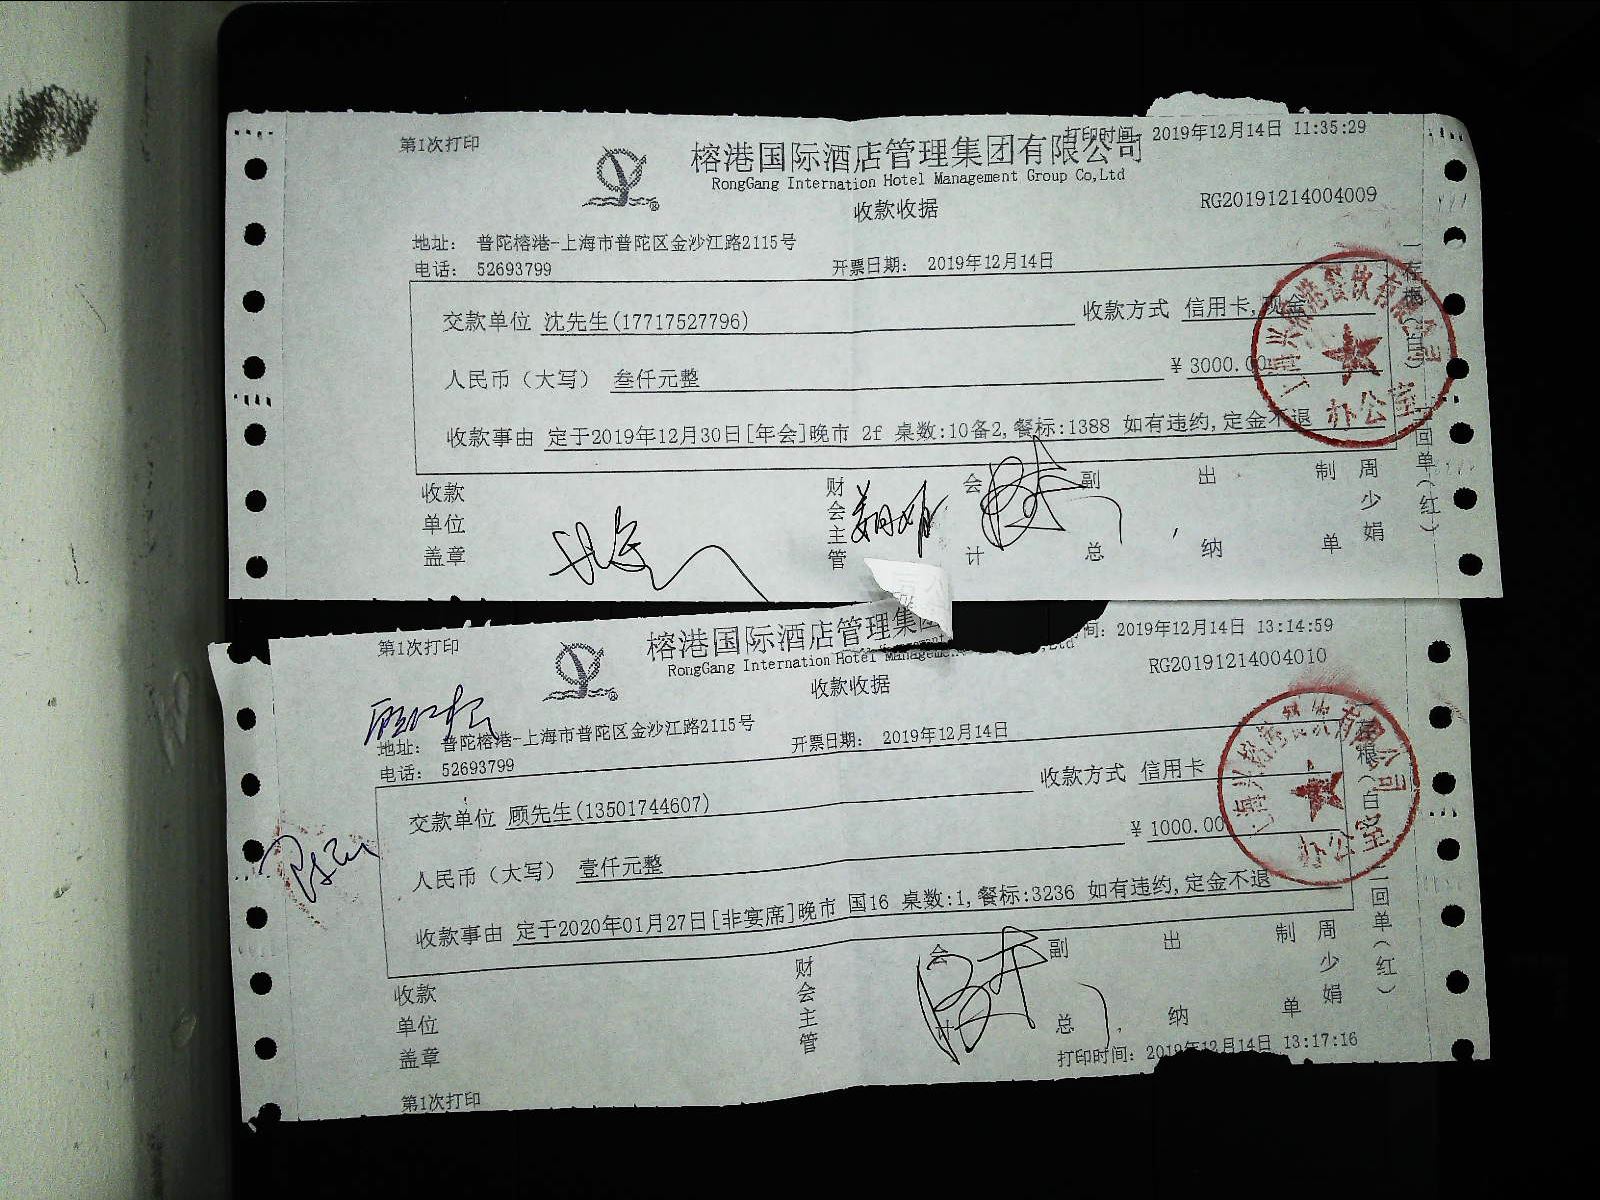 第1次打印
打印时间: 2019年12月14日 11:35:29
榕港国际酒店管理集团有限公司
RongGang Internation Hotel Management Group Co,Ltd
收款收据
RG20191214004009
地址: 普陀榕港-上海市普陀区金沙江路2115号
电话: 52693799
开票日期: 2019年12月14日
交款单位 沈先生(17717527796)
收款方式 信用卡,现金
人民币（大写） 叁仟元整
¥ 3000.00
收款事由 定于2019年12月30日[年会]晚市 2f 桌数:10备2,餐标:1388 如有违约,定金不退
收款单位盖章
财会主管
会计
副总
出纳
制单
周少娟
二回单(红)
办公室
第1次打印
间: 2019年12月14日 13:14:59
榕港国际酒店管理集团
RongGang Internation Hotel Management
收款收据
RG20191214004010
地址: 普陀榕港-上海市普陀区金沙江路2115号
电话: 52693799
开票日期: 2019年12月14日
交款单位 顾先生(13501744607)
收款方式 信用卡
人民币（大写） 壹仟元整
¥ 1000.00
收款事由 定于2020年01月27日[非宴席]晚市 国16 桌数:1,餐标:3236 如有违约,定金不退
收款单位盖章
财会主管
会计
副总
出纳
制单
周少娟
二回单(红)
办公室
打印时间: 2019年12月14日 13:17:16
第1次打印